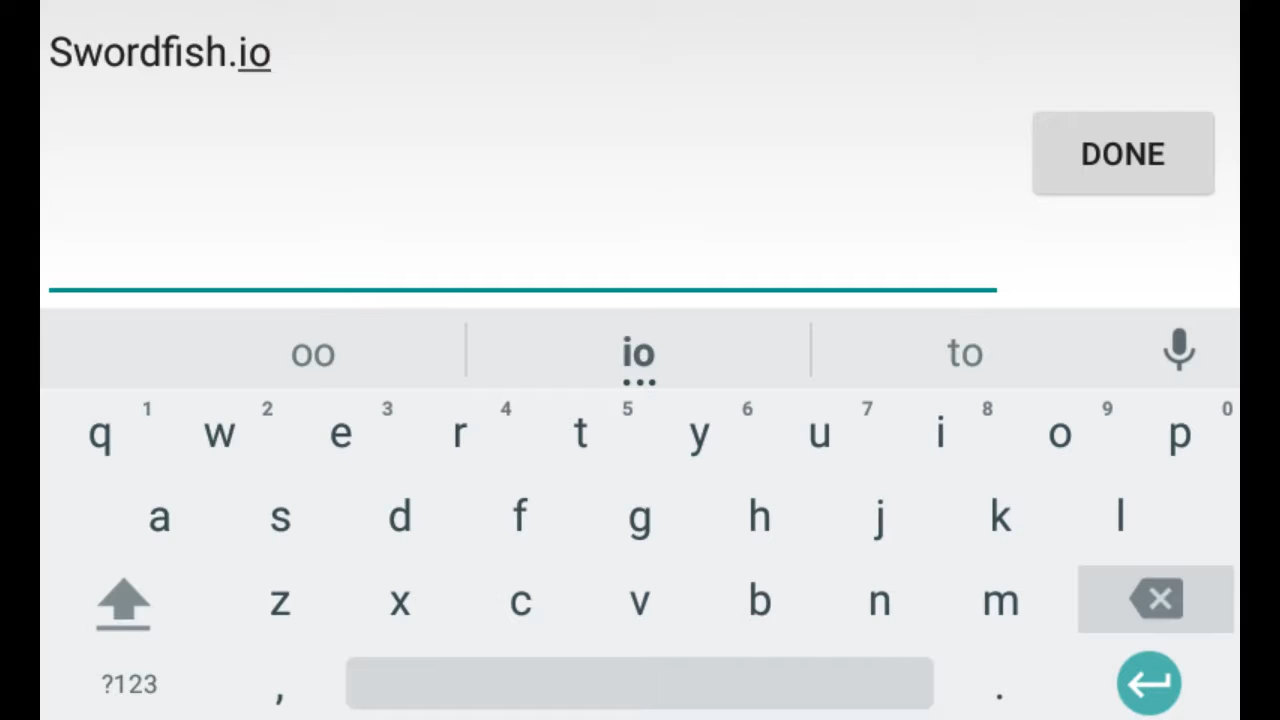 Swordfish.io
DONE
oo io to
1 2 3 4 5 6 7 8 9 0
q w e r t y u i o p
a s d f g h j k l
z x c v b n m
?123 , .